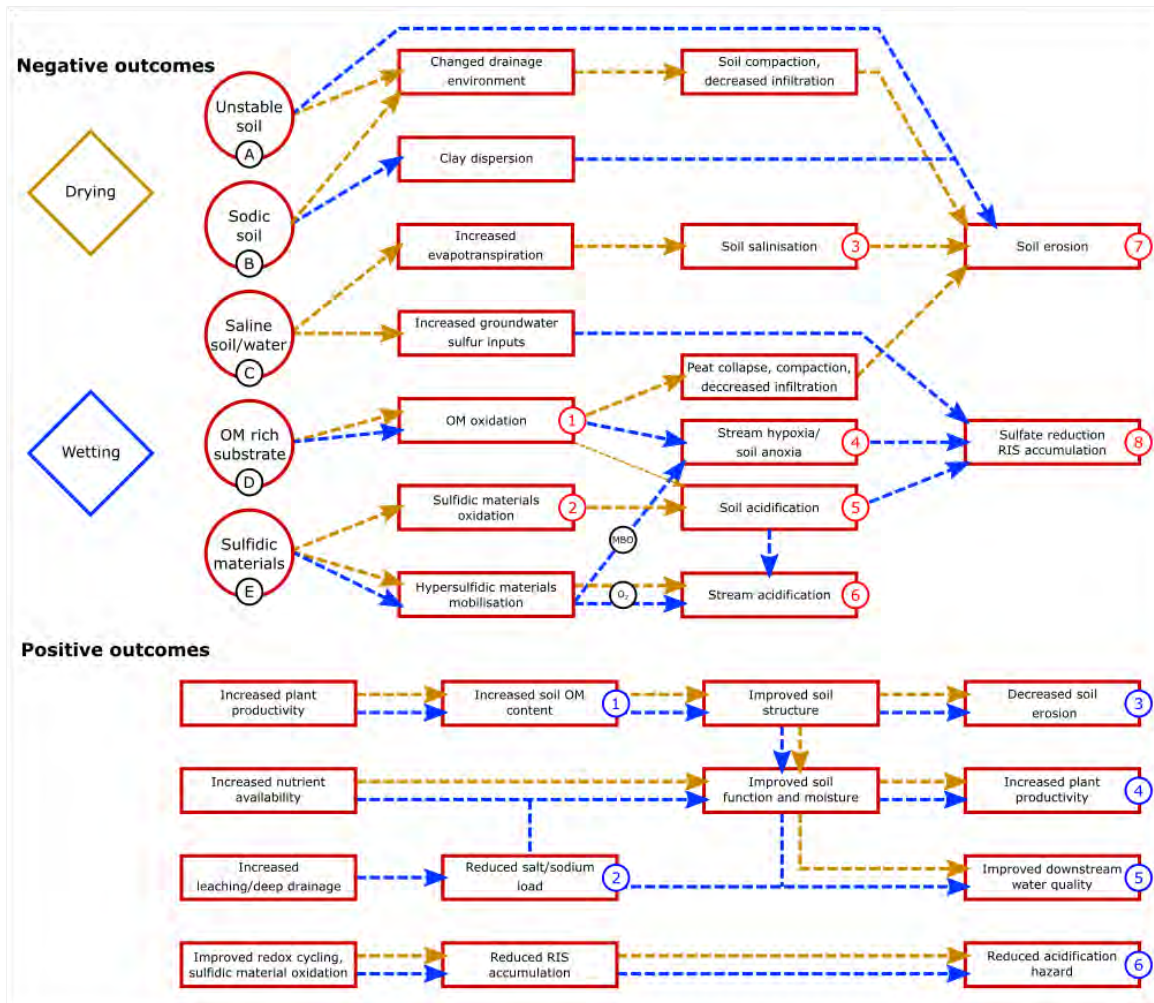 Negative outcomes
Drying
Wetting
Unstable
soil
A
Sodic
soil
B
Saline
soil/water
C
OM rich
substrate
D
Sulfidic
materials
E
Changed drainage
environment
Soil compaction,
decreased infiltration
Clay dispersion
Increased
evapotranspiration
Soil salinisation
3
Soil erosion
7
Increased groundwater
sulfur inputs
Peat collapse, compaction,
deccreased infiltration
OM oxidation
1
Stream hypoxia/
soil anoxia
4
Sulfate reduction
RIS accumulation
8
Sulfidic materials
oxidation
2
Soil acidification
5
MBO
Hypersulfidic materials
mobilisation
O₂
Stream acidification
6
Positive outcomes
Increased plant
productivity
Increased soil OM
content
1
Improved soil
structure
Decreased soil
erosion
3
Increased nutrient
availability
Improved soil
function and moisture
Increased plant
productivity
4
Increased
leaching/deep drainage
Reduced salt/sodium
load
2
Improved downstream
water quality
5
Improved redox cycling,
sulfidic material oxidation
Reduced RIS
accumulation
Reduced acidification
hazard
6